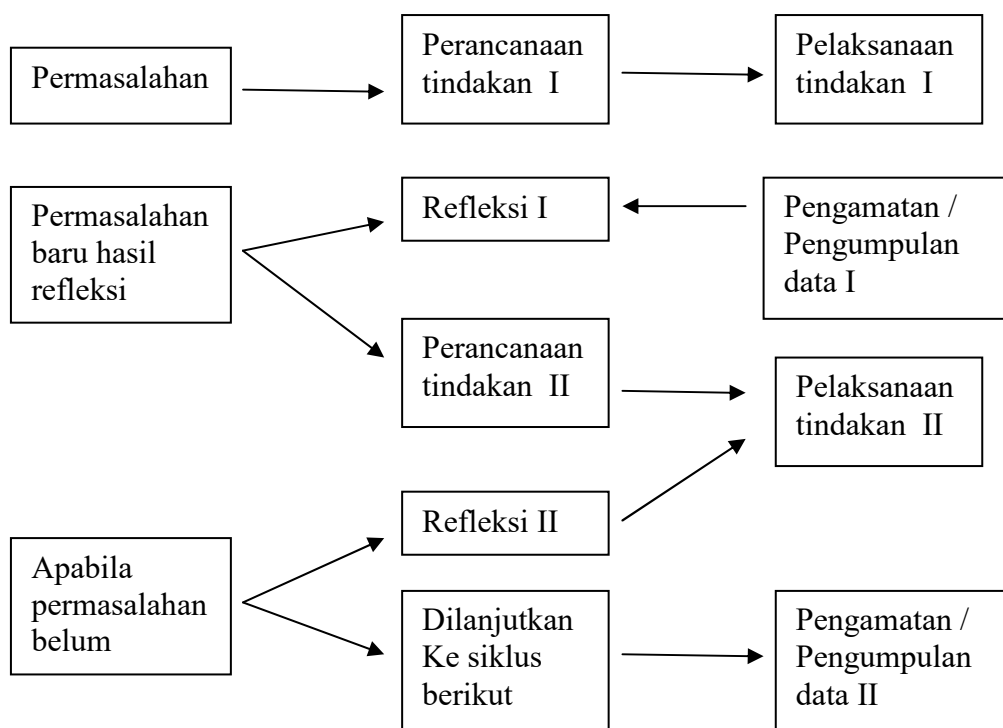 Permasalahan
Perancanaan
tindakan I
Pelaksanaan
tindakan I
Permasalahan
baru hasil
refleksi
Refleksi I
Pengamatan /
Pengumpulan
data I
Perancanaan
tindakan II
Pelaksanaan
tindakan II
Refleksi II
Apabila
permasalahan
belum
Dilanjutkan
Ke siklus
berikut
Pengamatan /
Pengumpulan
data II